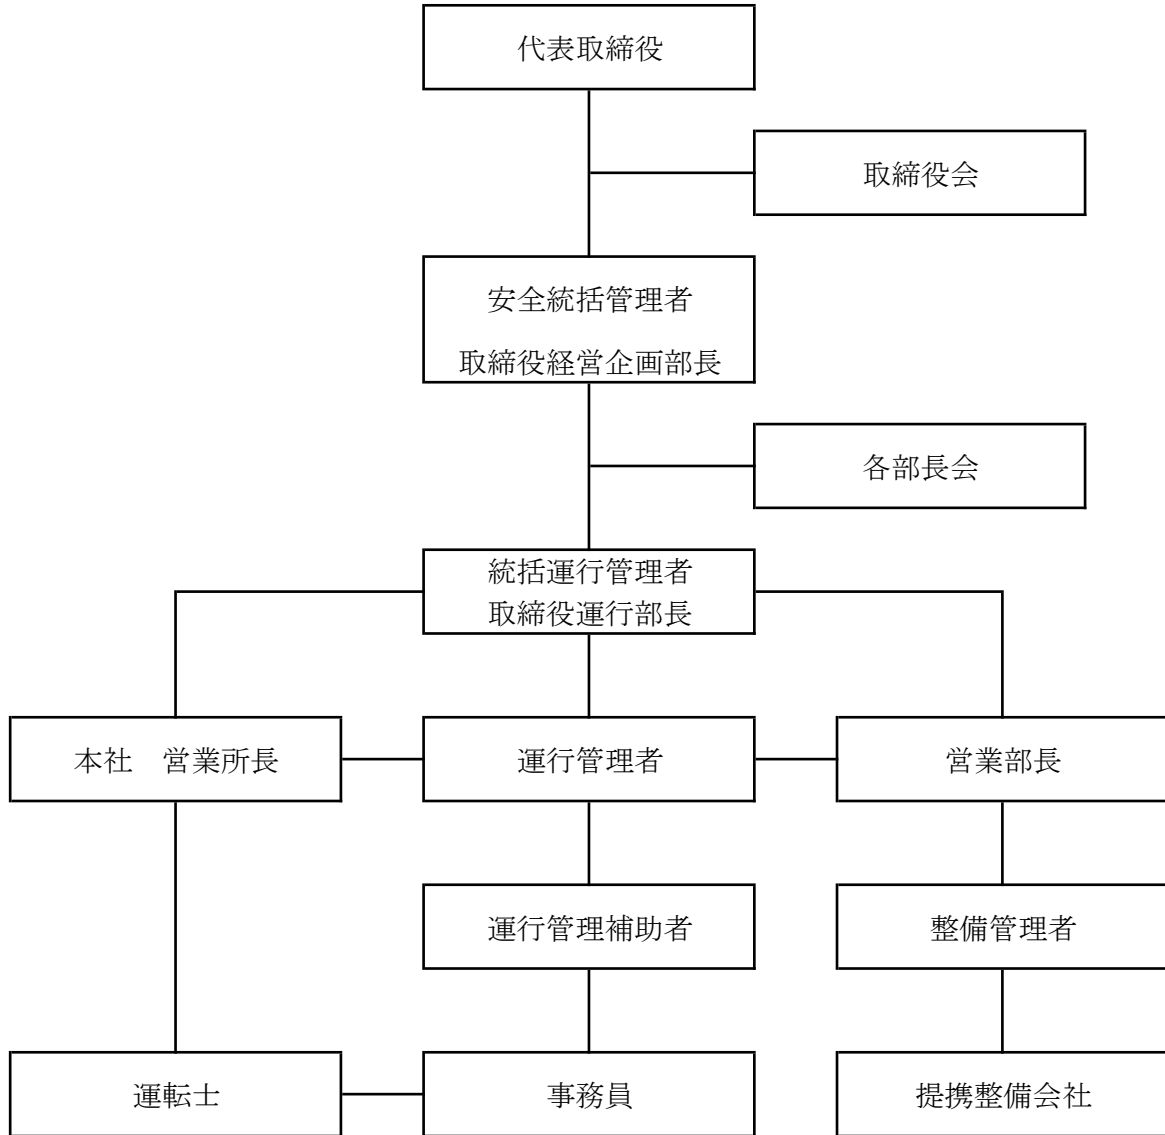 代表取締役
取締役会
安全統括管理者
取締役経営企画部長
各部長会
統括運行管理者
取締役運行部長
本社　営業所長
運行管理者
営業部長
運行管理補助者
整備管理者
運転士
事務員
提携整備会社